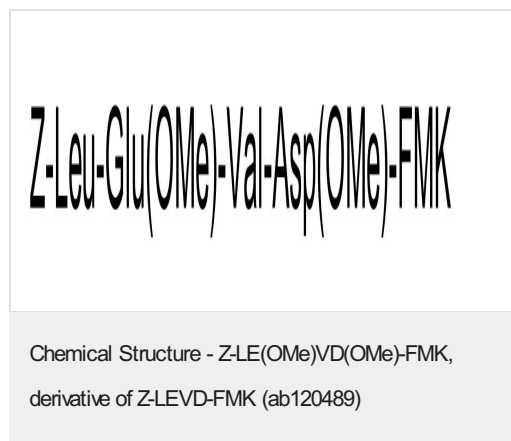 Z-Leu-Glu(OMe)-Val-Asp(OMe)-FMK
Chemical Structure - Z-LE(OMe)VD(OMe)-FMK,
derivative of Z-LEVD-FMK (ab120489)